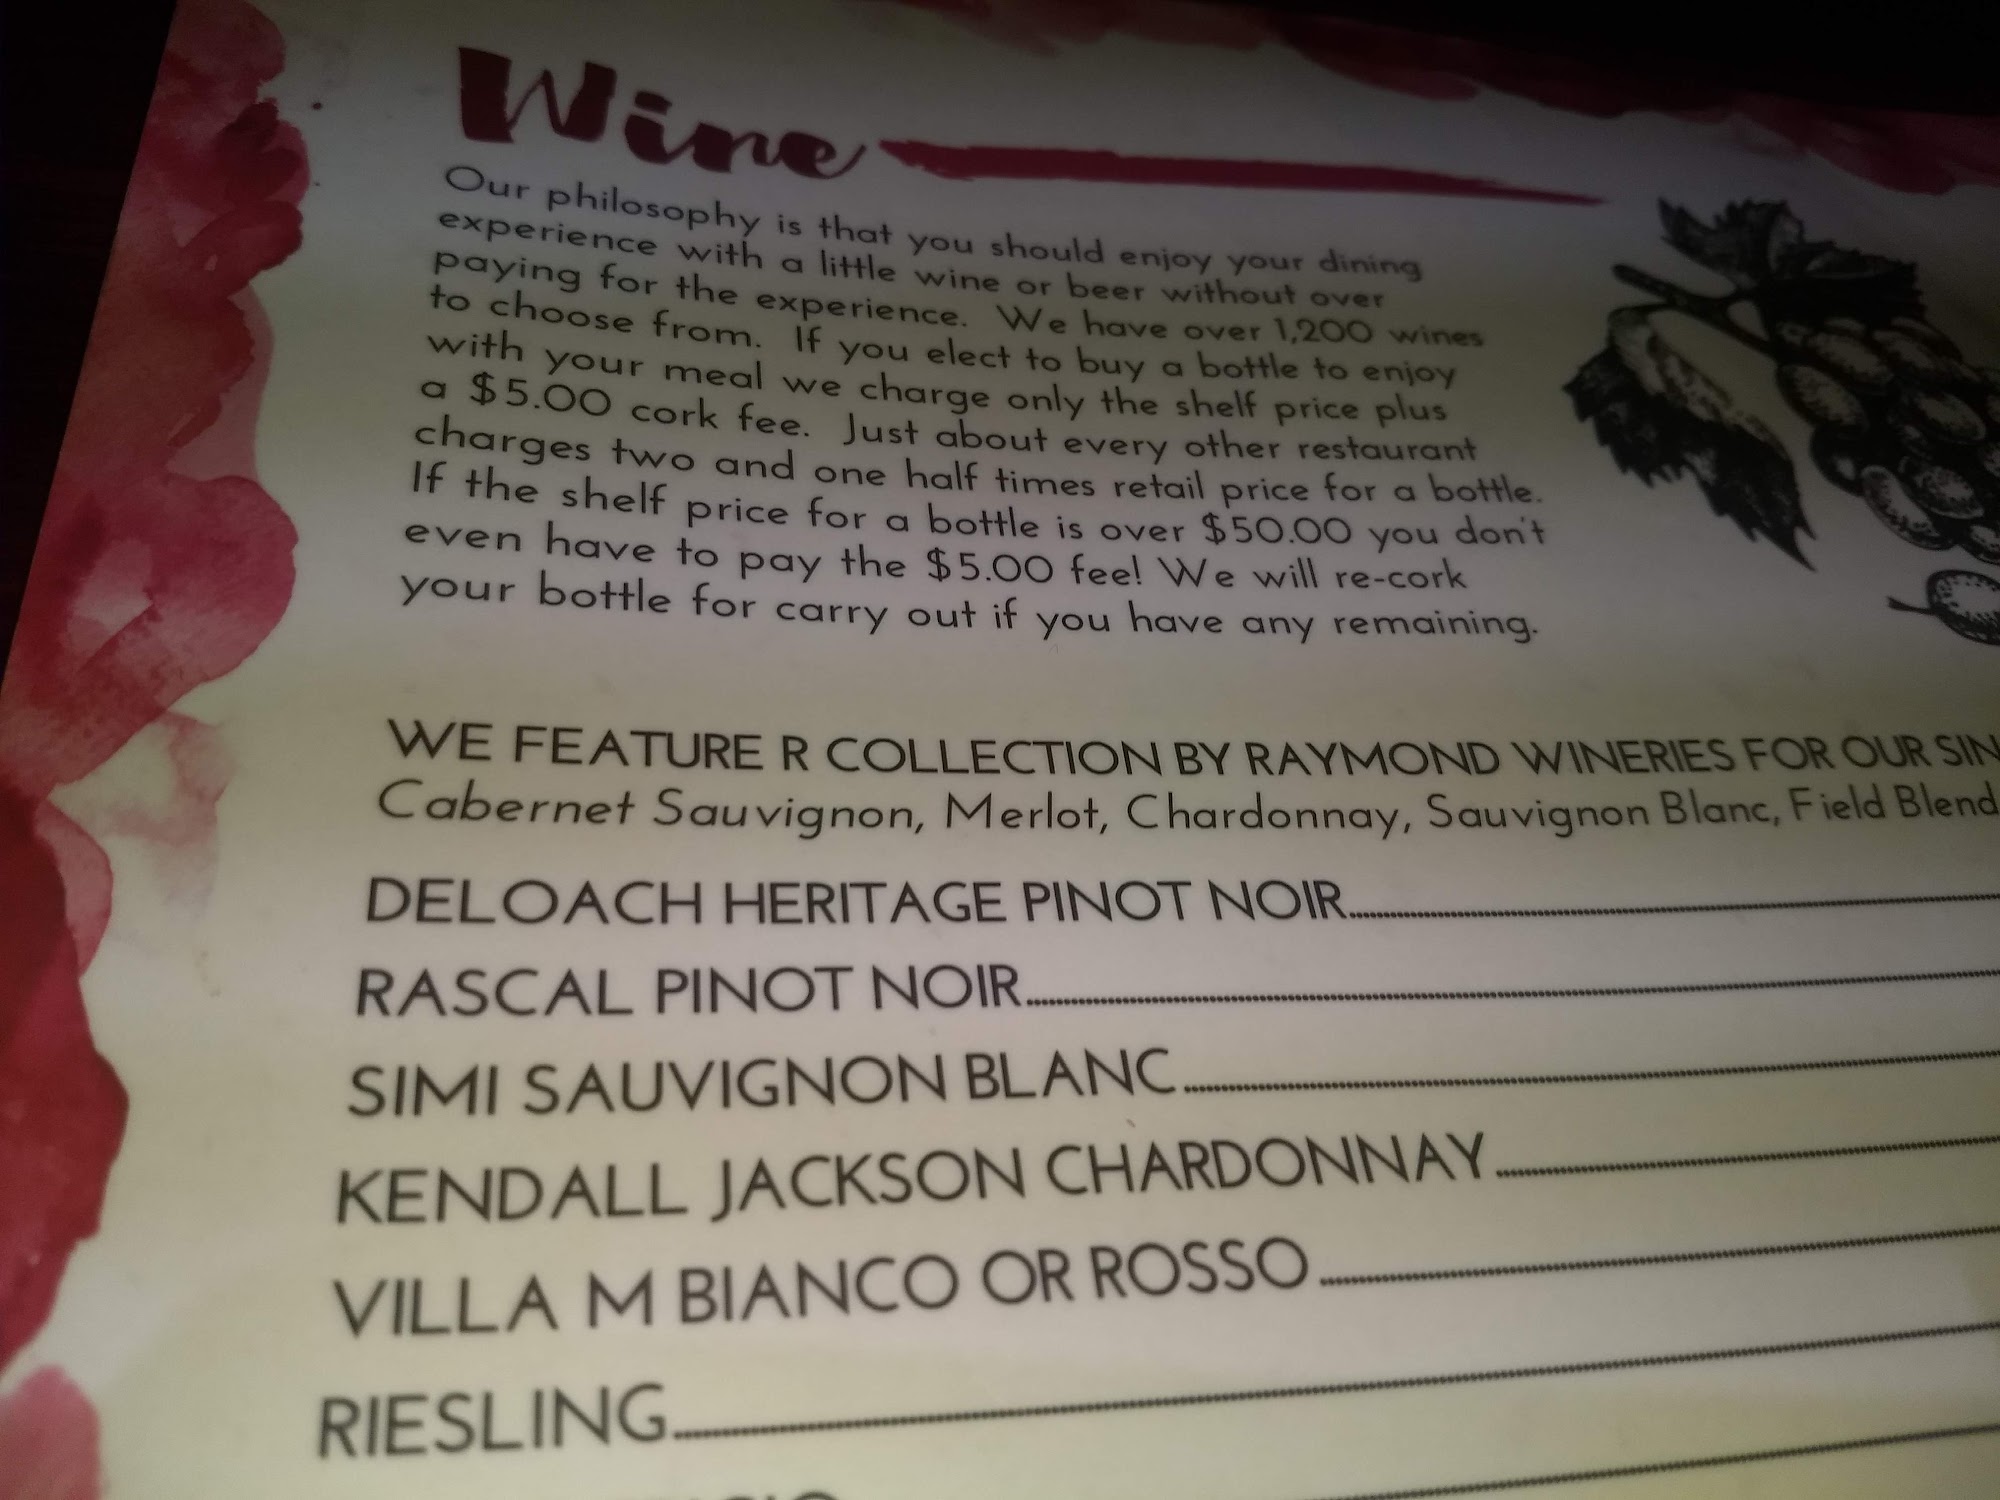 Wine
Our philosophy is that you should enjoy your dining
experience with a little wine or beer without over
paying for the experience. We have over 1,200 wines
to choose from. If you elect to buy a bottle to enjoy
with your meal we charge only the shelf price plus
a $5.00 cork fee. Just about every other restaurant
charges two and one half times retail price for a bottle.
If the shelf price for a bottle is over $50.00 you don't
even have to pay the $5.00 fee! We will re-cork
your bottle for carry out if you have any remaining.
WE FEATURE R COLLECTION BY RAYMOND WINERIES FOR OUR SIN
Cabernet Sauvignon, Merlot, Chardonnay, Sauvignon Blanc, Field Blend
DELOACH HERITAGE PINOT NOIR
RASCAL PINOT NOIR
SIMI SAUVIGNON BLANC
KENDALL JACKSON CHARDONNAY
VILLA M BIANCO OR ROSSO
RIESLING